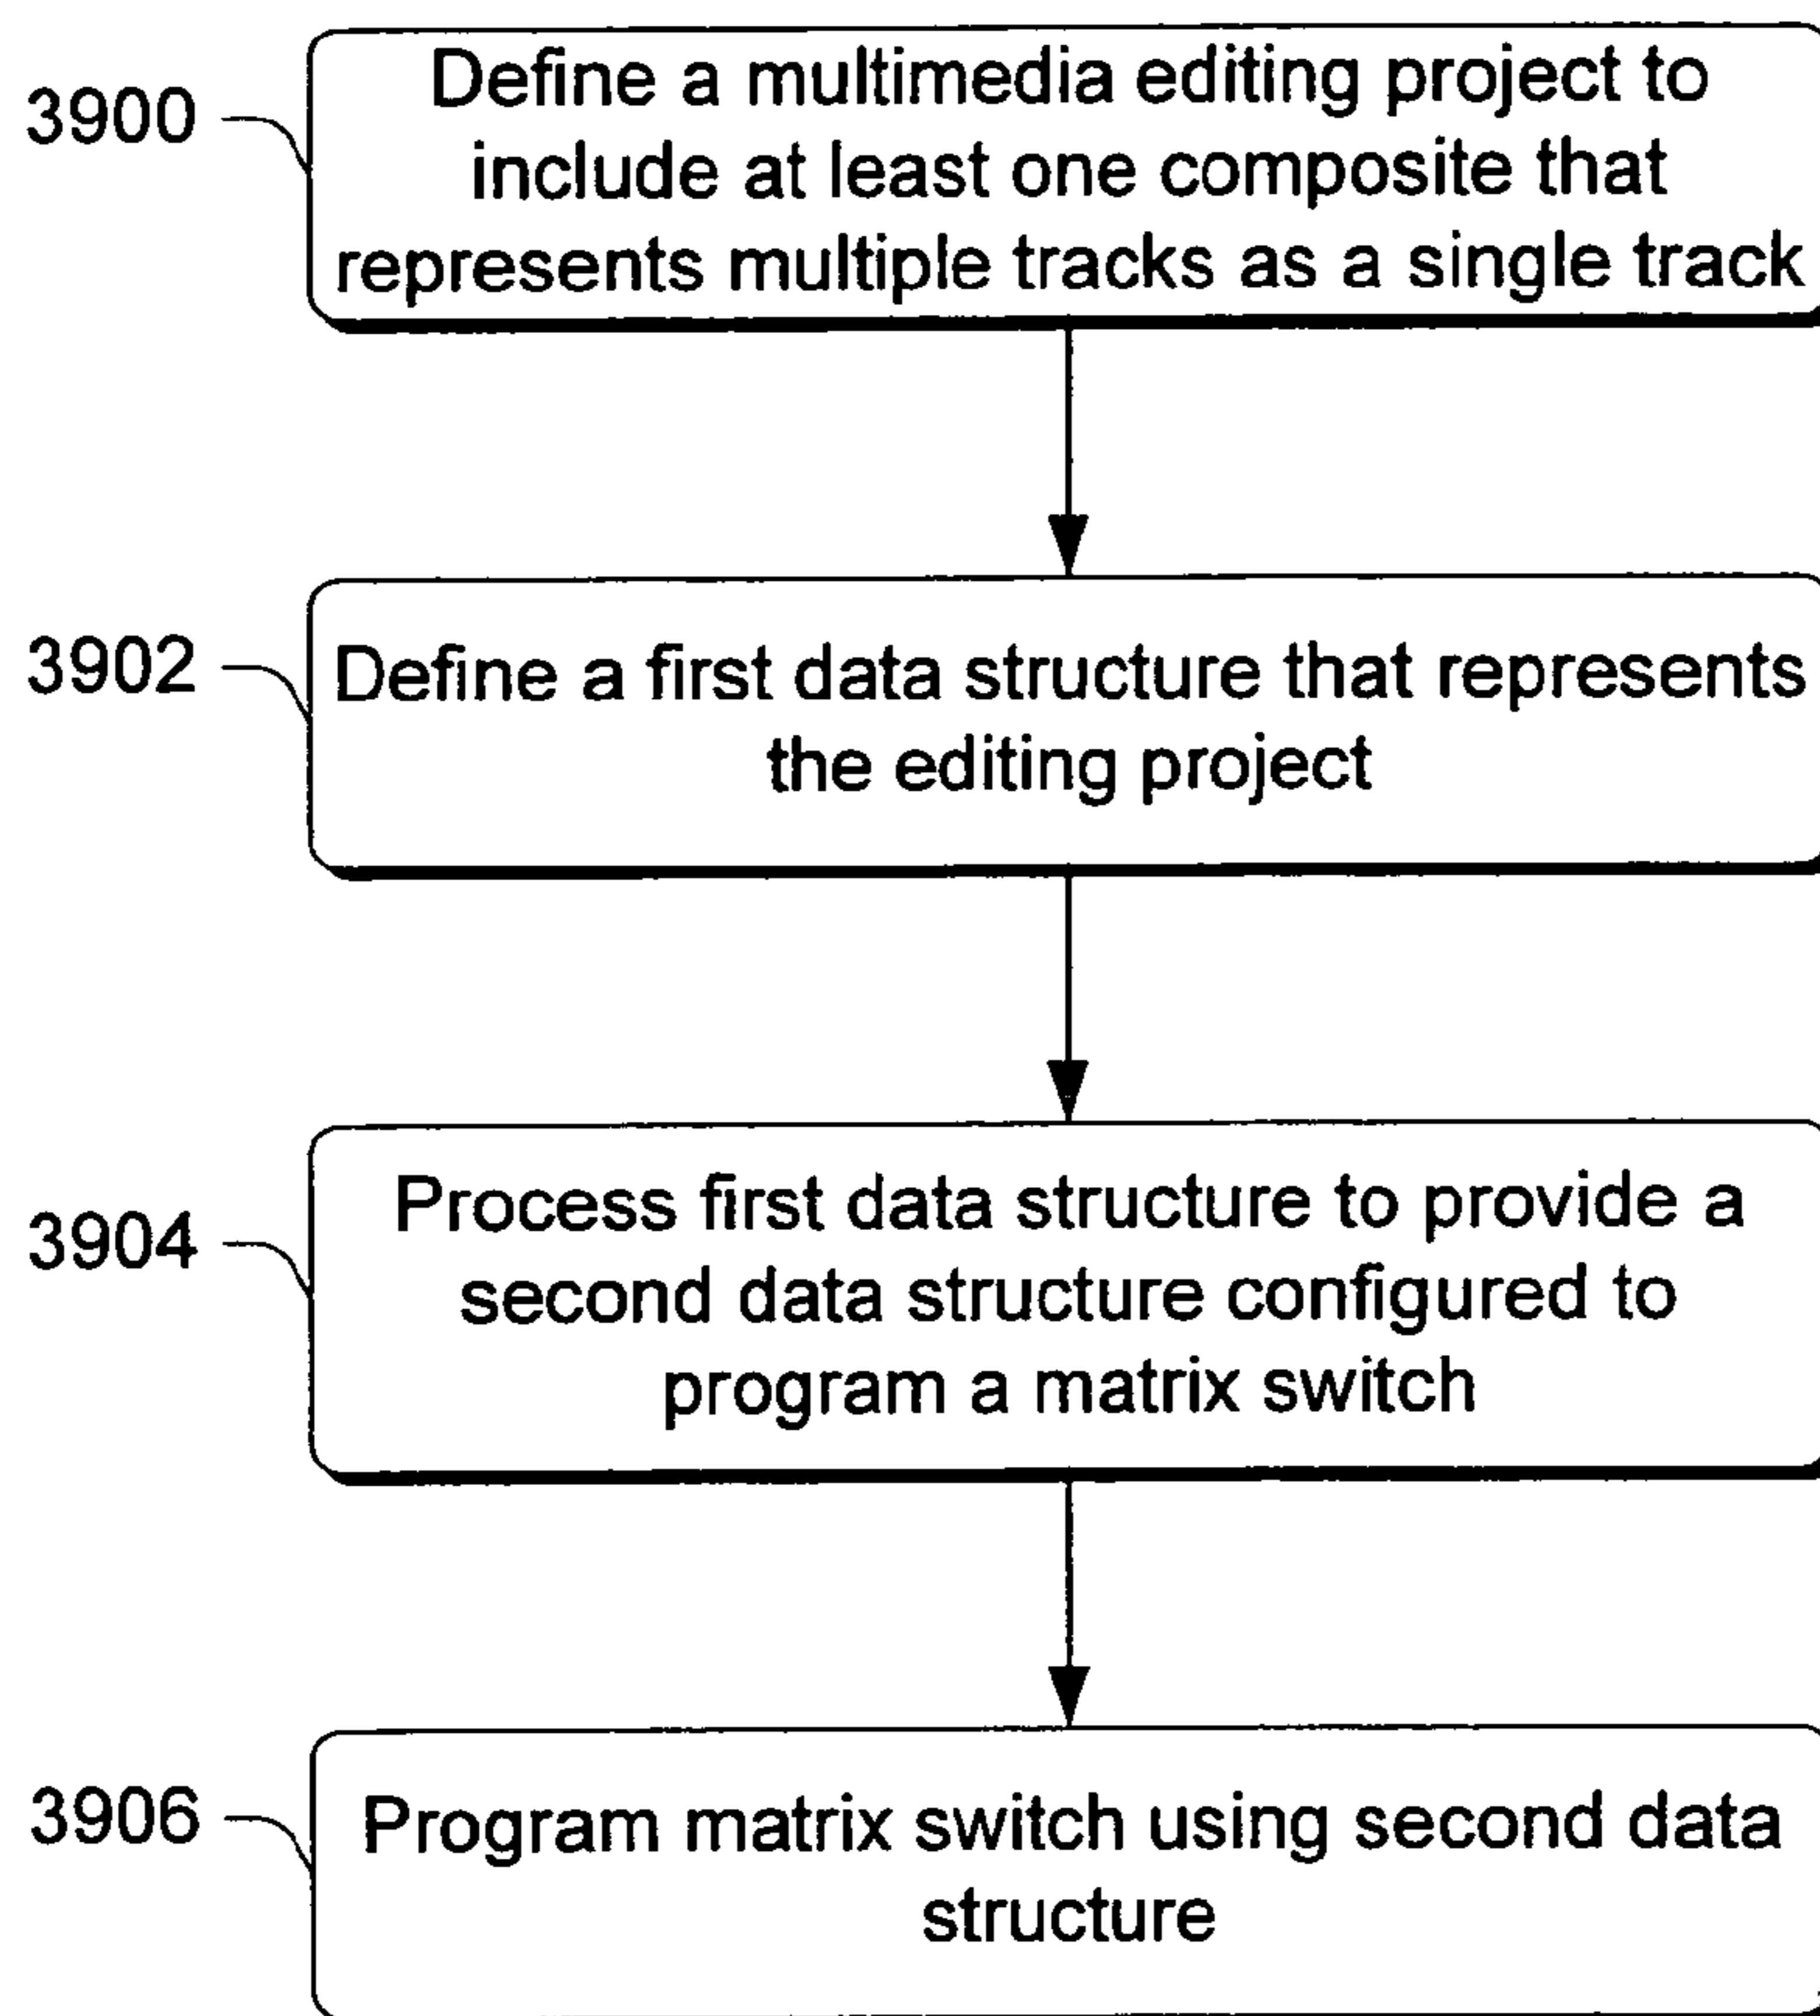 3900
Define a multimedia editing project to
include at least one composite that
represents multiple tracks as a single track
3902
Define a first data structure that represents
the editing project
3904
Process first data structure to provide a
second data structure configured to
program a matrix switch
3906
Program matrix switch using second data
structure